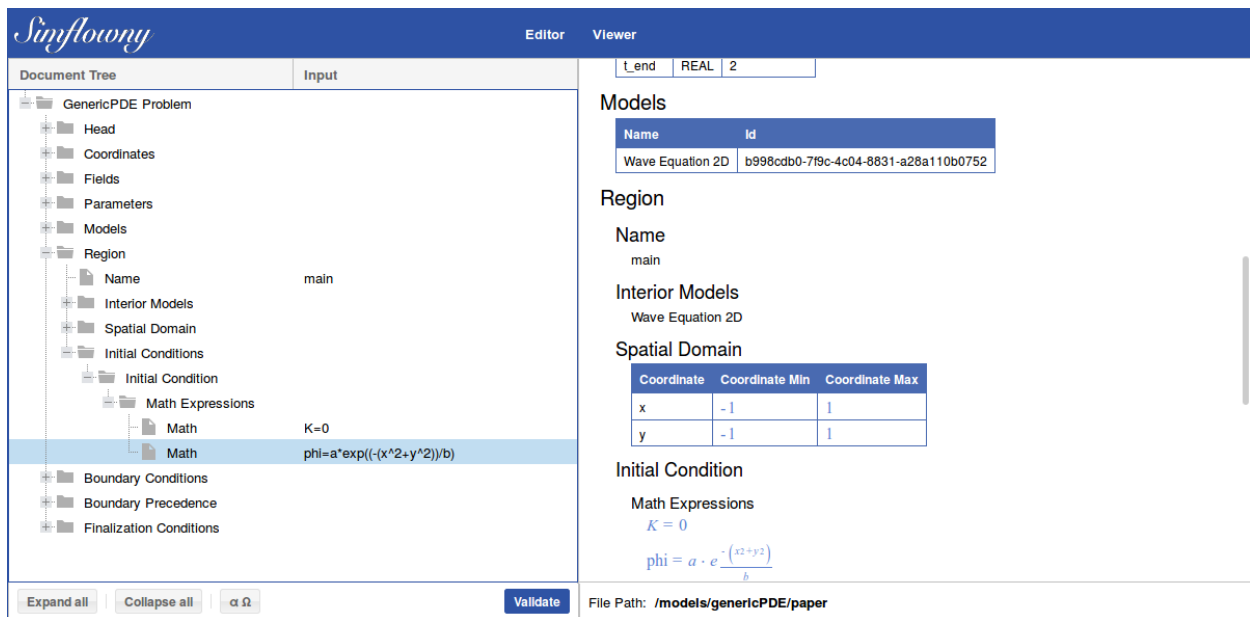 Simflowny
Editor Viewer
Document Tree Input
GenericPDE Problem
Head
Coordinates
Fields
Parameters
Models
Region
Name main
Interior Models
Spatial Domain
Initial Conditions
Initial Condition
Math Expressions
Math K=0
Math phi=a*exp((-(x^2+y^2))/b)
Boundary Conditions
Boundary Precedence
Finalization Conditions
Expand all Collapse all α Ω Validate
t_end REAL 2
Models
Name Id
Wave Equation 2D b998cdb0-7f9c-4c04-8831-a28a110b0752
Region
Name
main
Interior Models
Wave Equation 2D
Spatial Domain
Coordinate Coordinate Min Coordinate Max
x -1 1
y -1 1
Initial Condition
Math Expressions
K = 0
phi = a · e^(-(x2+y2)/b)
File Path: /models/genericPDE/paper